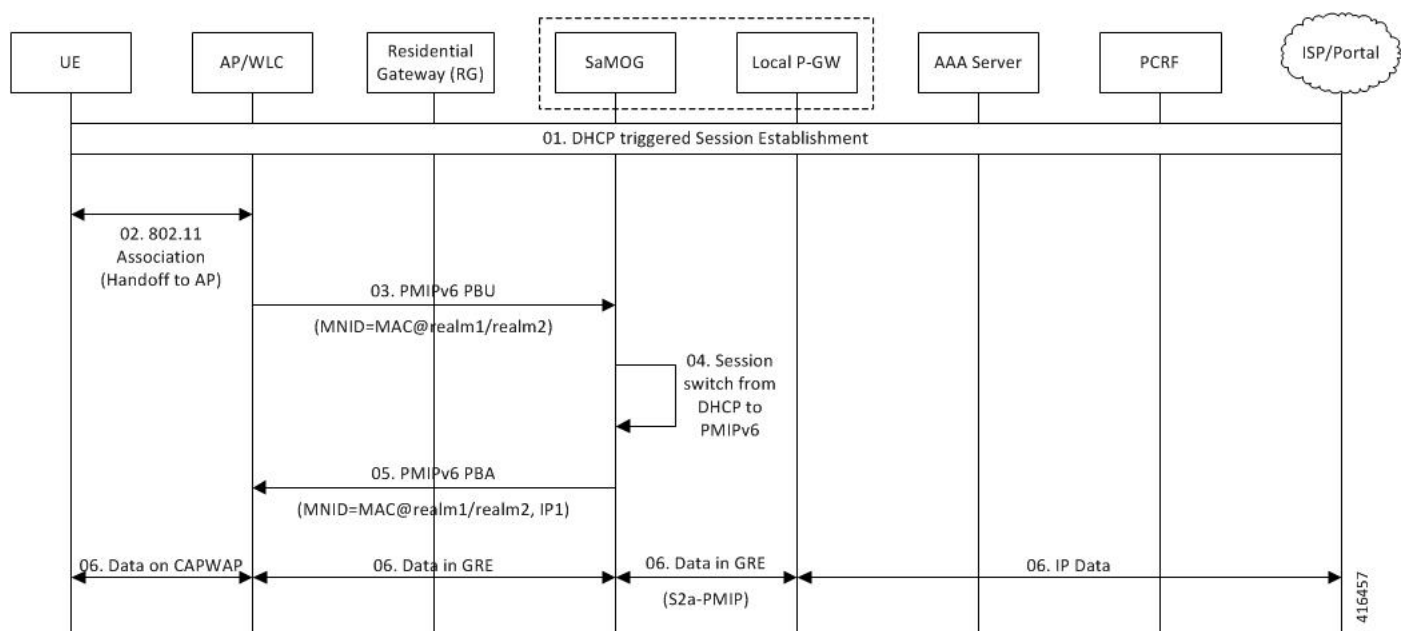 UE
AP/WLC
Residential
Gateway (RG)
SaMOG
Local P-GW
AAA Server
PCRF
ISP/Portal
01. DHCP triggered Session Establishment
02. 802.11
Association
(Handoff to AP)
03. PMIPv6 PBU
(MNID=MAC@realm1/realm2)
04. Session
switch from
DHCP to
PMIPv6
05. PMIPv6 PBA
(MNID=MAC@realm1/realm2, IP1)
06. Data on CAPWAP
06. Data in GRE
06. Data in GRE
(S2a-PMIP)
06. IP Data
416457